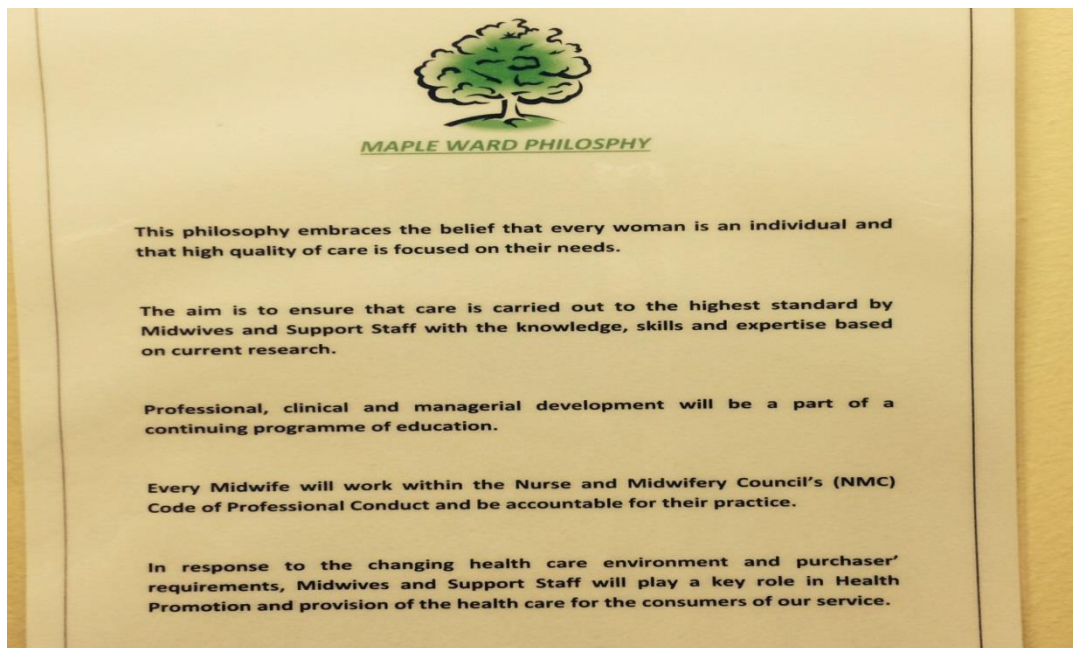 MAPLE WARD PHILOSPHY
This philosophy embraces the belief that every woman is an individual and
that high quality of care is focused on their needs.
The aim is to ensure that care is carried out to the highest standard by
Midwives and Support Staff with the knowledge, skills and expertise based
on current research.
Professional, clinical and managerial development will be a part of a
continuing programme of education.
Every Midwife will work within the Nurse and Midwifery Council's (NMC)
Code of Professional Conduct and be accountable for their practice.
In response to the changing health care environment and purchaser'
requirements, Midwives and Support Staff will play a key role in Health
Promotion and provision of the health care for the consumers of our service.